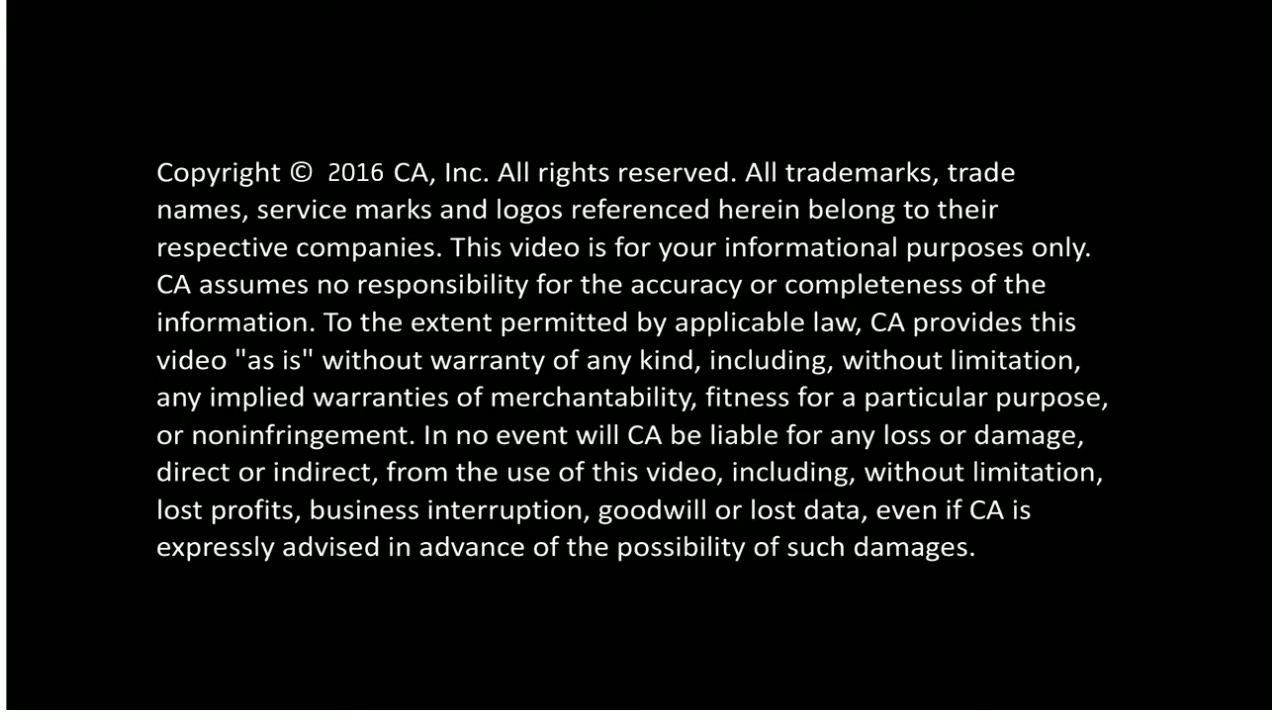 Copyright © 2016 CA, Inc. All rights reserved. All trademarks, trade
names, service marks and logos referenced herein belong to their
respective companies. This video is for your informational purposes only.
CA assumes no responsibility for the accuracy or completeness of the
information. To the extent permitted by applicable law, CA provides this
video "as is" without warranty of any kind, including, without limitation,
any implied warranties of merchantability, fitness for a particular purpose,
or noninfringement. In no event will CA be liable for any loss or damage,
direct or indirect, from the use of this video, including, without limitation,
lost profits, business interruption, goodwill or lost data, even if CA is
expressly advised in advance of the possibility of such damages.